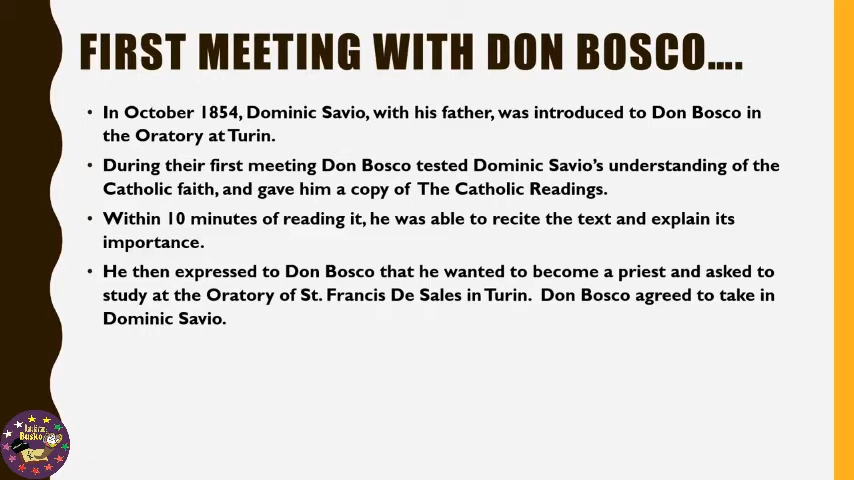 FIRST MEETING WITH DON BOSCO....
• In October 1854, Dominic Savio, with his father, was introduced to Don Bosco in
the Oratory at Turin.
• During their first meeting Don Bosco tested Dominic Savio's understanding of the
Catholic faith, and gave him a copy of The Catholic Readings.
• Within 10 minutes of reading it, he was able to recite the text and explain its
importance.
• He then expressed to Don Bosco that he wanted to become a priest and asked to
study at the Oratory of St. Francis De Sales in Turin. Don Bosco agreed to take in
Dominic Savio.
Busko